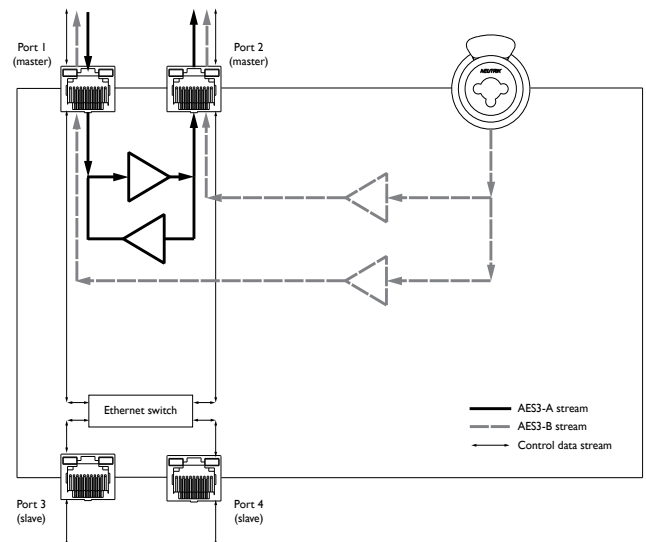 Port 1
(master)
Port 2
(master)
NEUTRIK
Ethernet switch
AES3-A stream
AES3-B stream
Control data stream
Port 3
(slave)
Port 4
(slave)